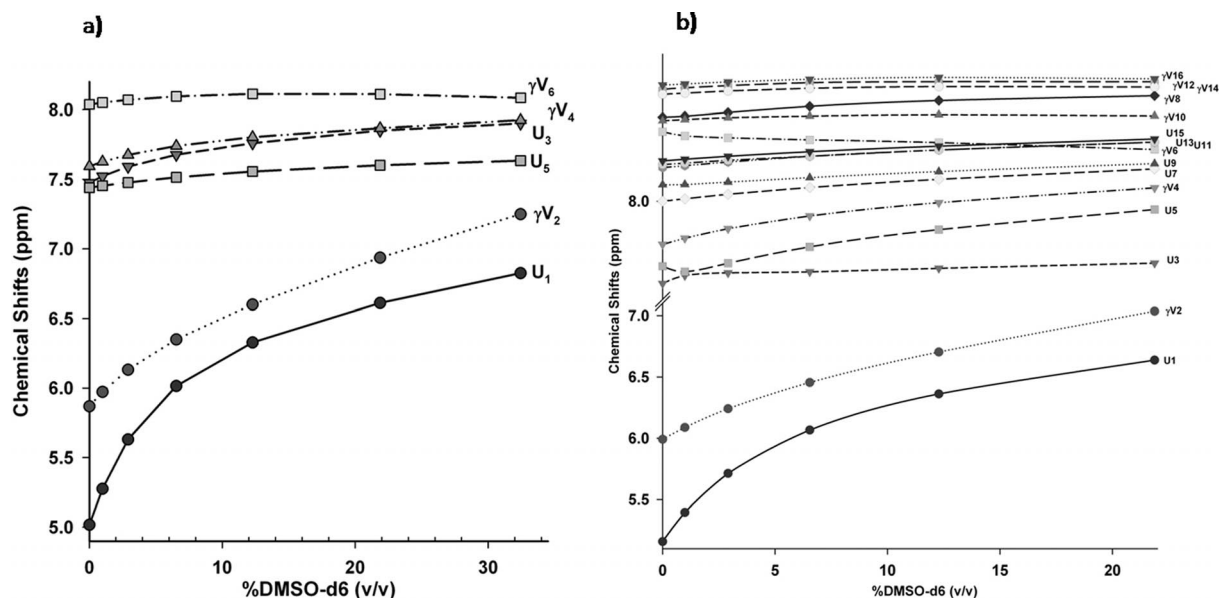 a)
Chemical Shifts (ppm)
8.0
7.5
7.0
6.5
6.0
5.5
5.0
0
10
20
30
%DMSO-d6 (v/v)
γV6
γV4
U3
U5
γV2
U1
b)
Chemical Shifts (ppm)
8.0
7.0
6.5
6.0
5.5
0
5
10
15
20
%DMSO-d6 (v/v)
γV16
γV12 γV14
γV8
γV10
U15
U13 U11
γV6
U9
U7
γV4
U5
U3
γV2
U1